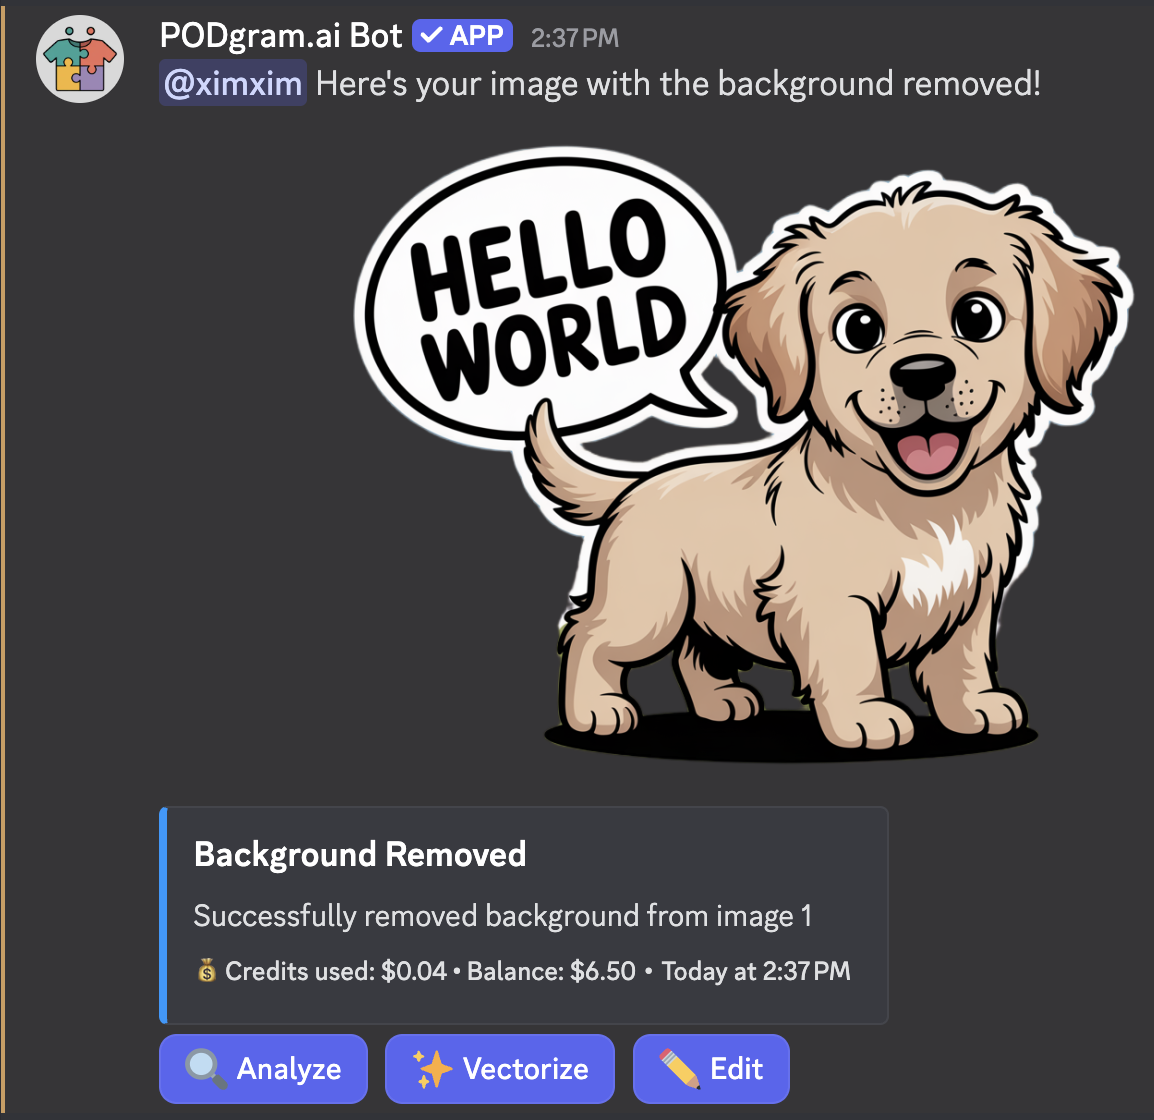 PODgram.ai Bot ✓ APP 2:37 PM
@ximxim Here's your image with the background removed!
HELLO
WORLD
Background Removed
Successfully removed background from image 1
💰 Credits used: $0.04 • Balance: $6.50 • Today at 2:37 PM
🔍 Analyze ✨ Vectorize ✏️ Edit